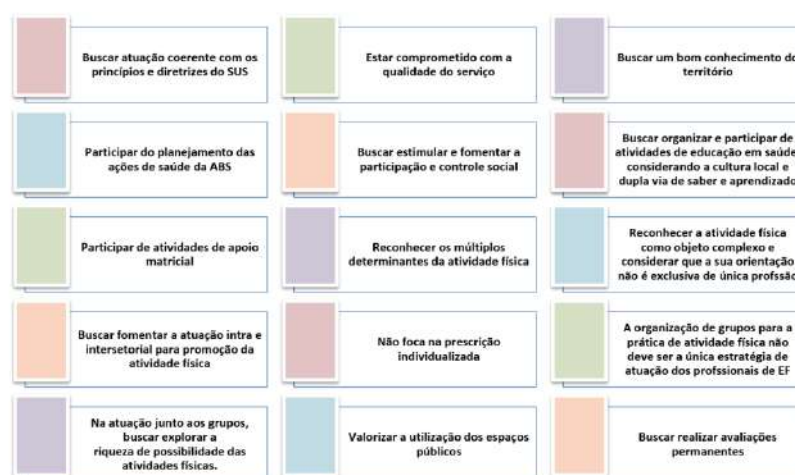 Buscar atuação coerente com os
princípios e diretrizes do SUS
Estar comprometido com a
qualidade do serviço
Buscar um bom conhecimento do
território
Participar do planejamento das
ações de saúde da ABS
Buscar estimular e fomentar a
participação e controle social
Buscar organizar e participar de
atividades de educação em saúde
considerando a cultura local e
dupla via de saber e aprendizado
Participar de atividades de apoio
matricial
Reconhecer os múltiplos
determinantes da atividade física
Reconhecer a atividade física
como objeto complexo e
considerar que a sua orientação
não é exclusiva de única profssão
Buscar fomentar a atuação intra e
intersetorial para promoção da
atividade física
Não foca na prescrição
individualizada
A organização de grupos para a
prática de atividade física não
deve ser a única estratégia de
atuação dos profssionais de EF
Na atuação junto aos grupos,
buscar explorar a
riqueza de possibilidade das
atividades físicas.
Valorizar a utilização dos espaços
públicos
Buscar realizar avaliações
permanentes